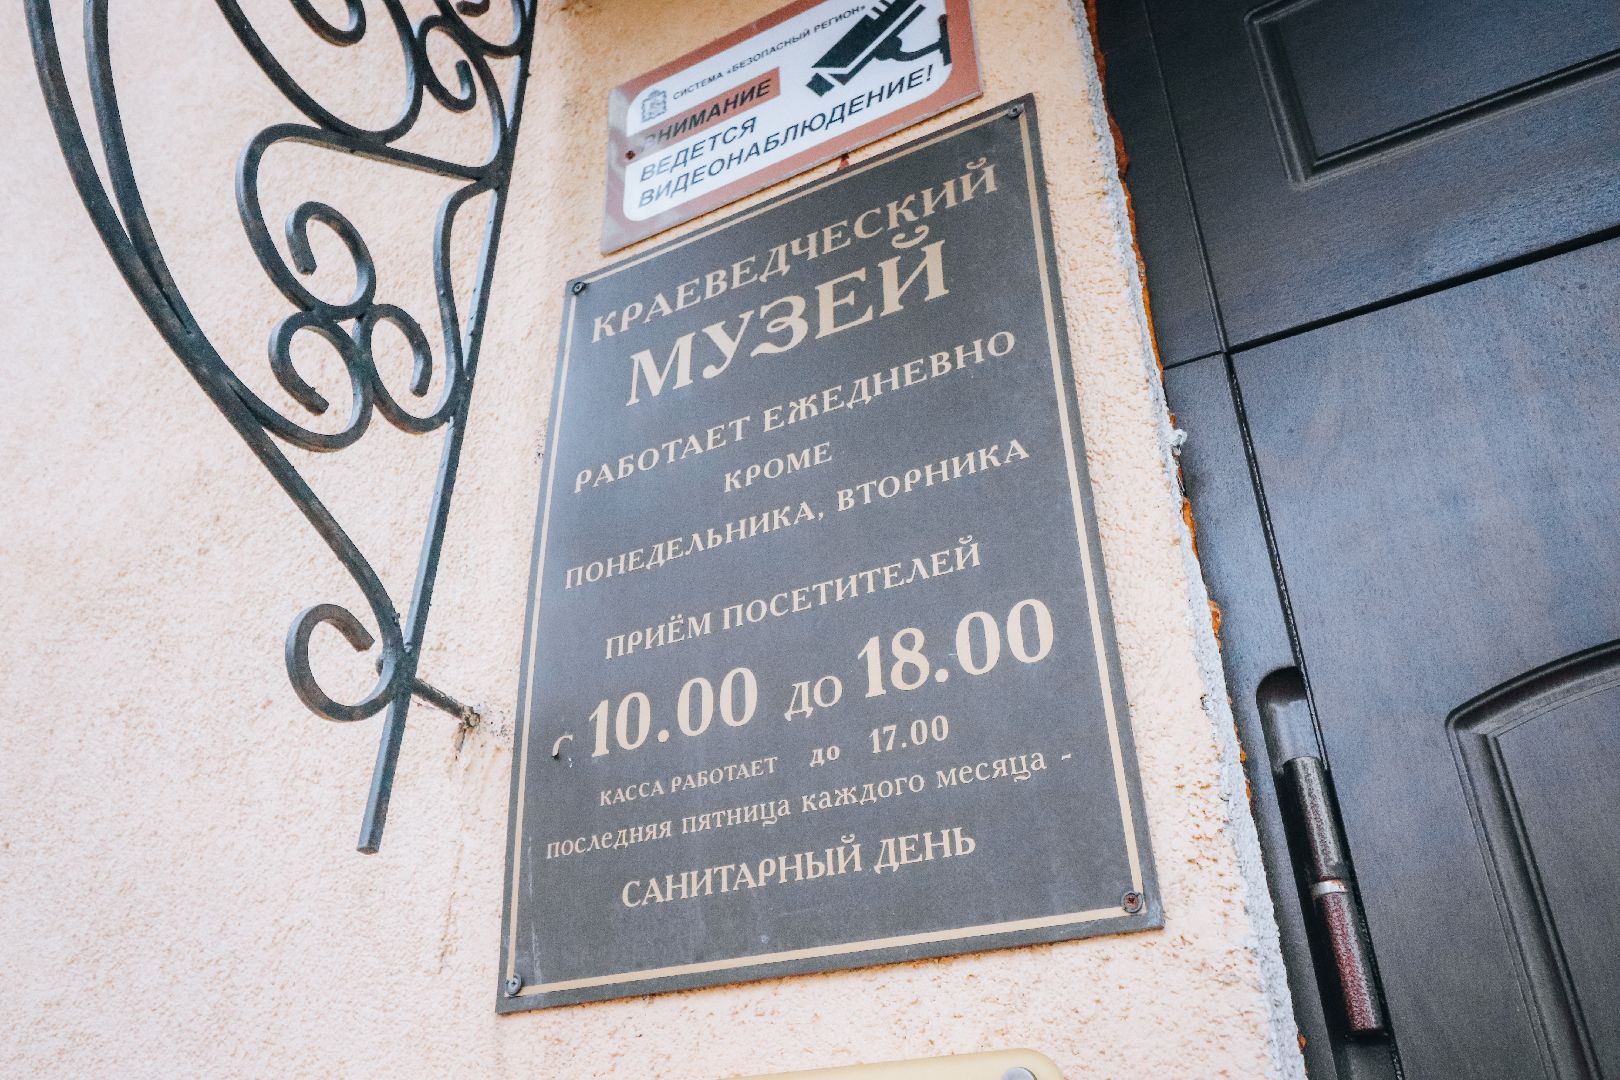 СИСТЕМА «БЕЗОПАСНЫЙ РЕГИОН»
ВНИМАНИЕ
ВЕДЕТСЯ
ВИДЕОНАБЛЮДЕНИЕ!
КРАЕВЕДЧЕСКИЙ
МУЗЕЙ
РАБОТАЕТ ЕЖЕДНЕВНО
КРОМЕ
ПОНЕДЕЛЬНИКА, ВТОРНИКА
ПРИЁМ ПОСЕТИТЕЛЕЙ
с 10.00 до 18.00
КАССА РАБОТАЕТ до 17.00
последняя пятница каждого месяца -
САНИТАРНЫЙ ДЕНЬ